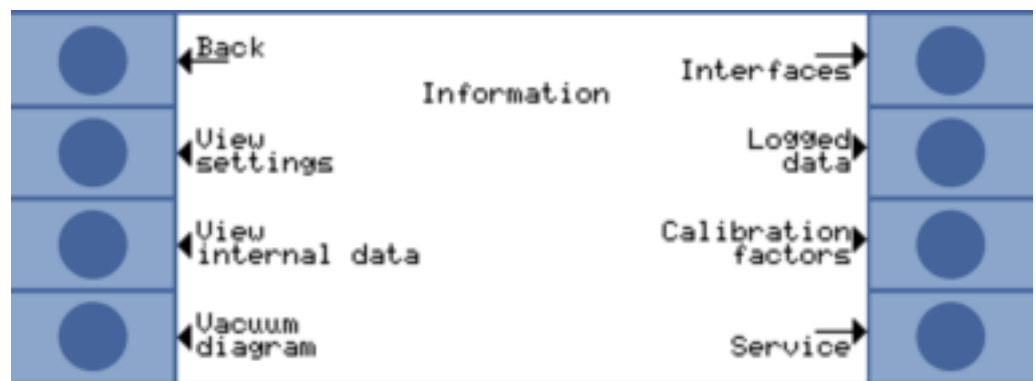 Back
Interfaces
Information
View
settings
Logged
data
View
internal data
Calibration
factors
Vacuum
diagram
Service